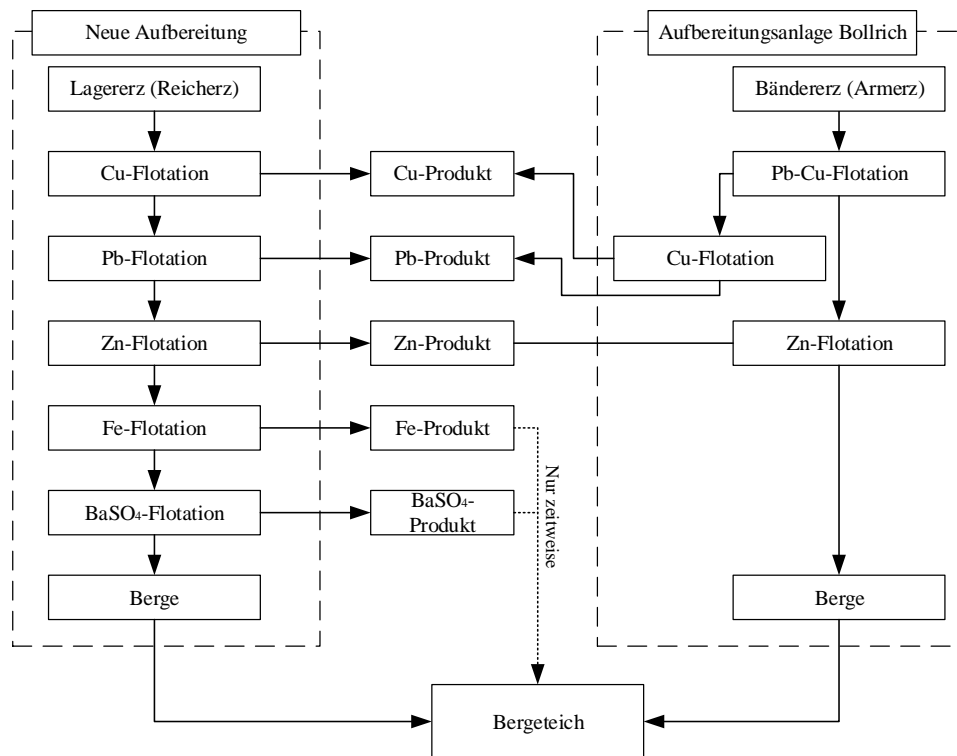 Neue Aufbereitung
Aufbereitungsanlage Bollrich
Lagererz (Reicherz)
Bändererz (Armerz)
Cu-Flotation
Cu-Produkt
Pb-Cu-Flotation
Pb-Flotation
Pb-Produkt
Cu-Flotation
Zn-Flotation
Zn-Produkt
Zn-Flotation
Fe-Flotation
Fe-Produkt
Nur zeitweise
BaSO₄-Flotation
BaSO₄-
Produkt
Berge
Berge
Bergeteich